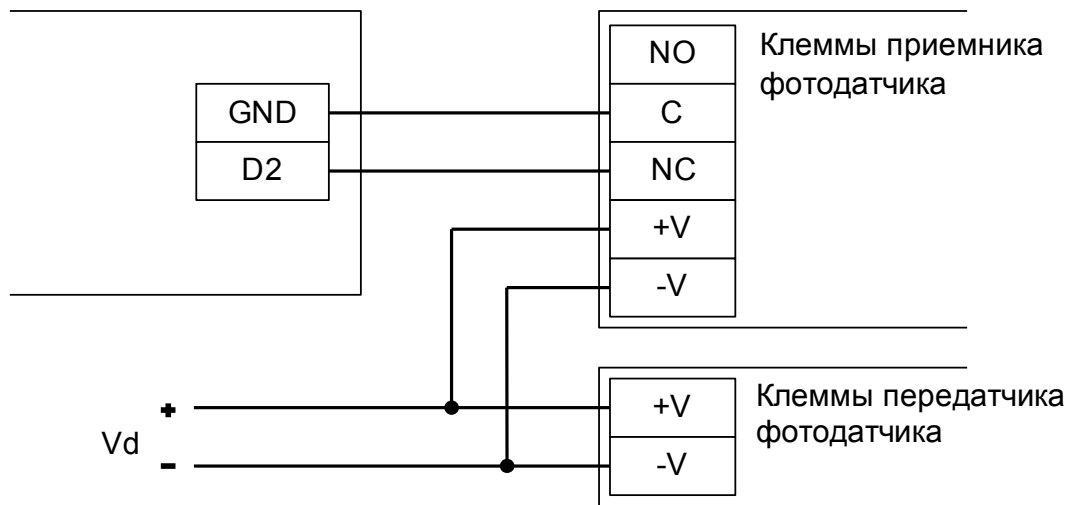 GND
D2
NO
C
NC
+V
-V
Клеммы приемника
фотодатчика
+
Vd
-
+V
-V
Клеммы передатчика
фотодатчика